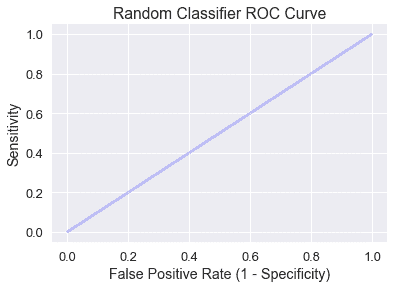 Random Classifier ROC Curve
1.0
0.8
0.6
0.4
0.2
0.0
Sensitivity
0.0 0.2 0.4 0.6 0.8 1.0
False Positive Rate (1 - Specificity)